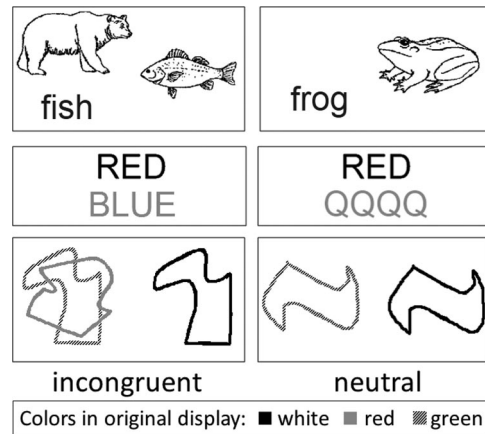 fish
frog
RED
BLUE
RED
QQQQ
incongruent
neutral
Colors in original display: white red green